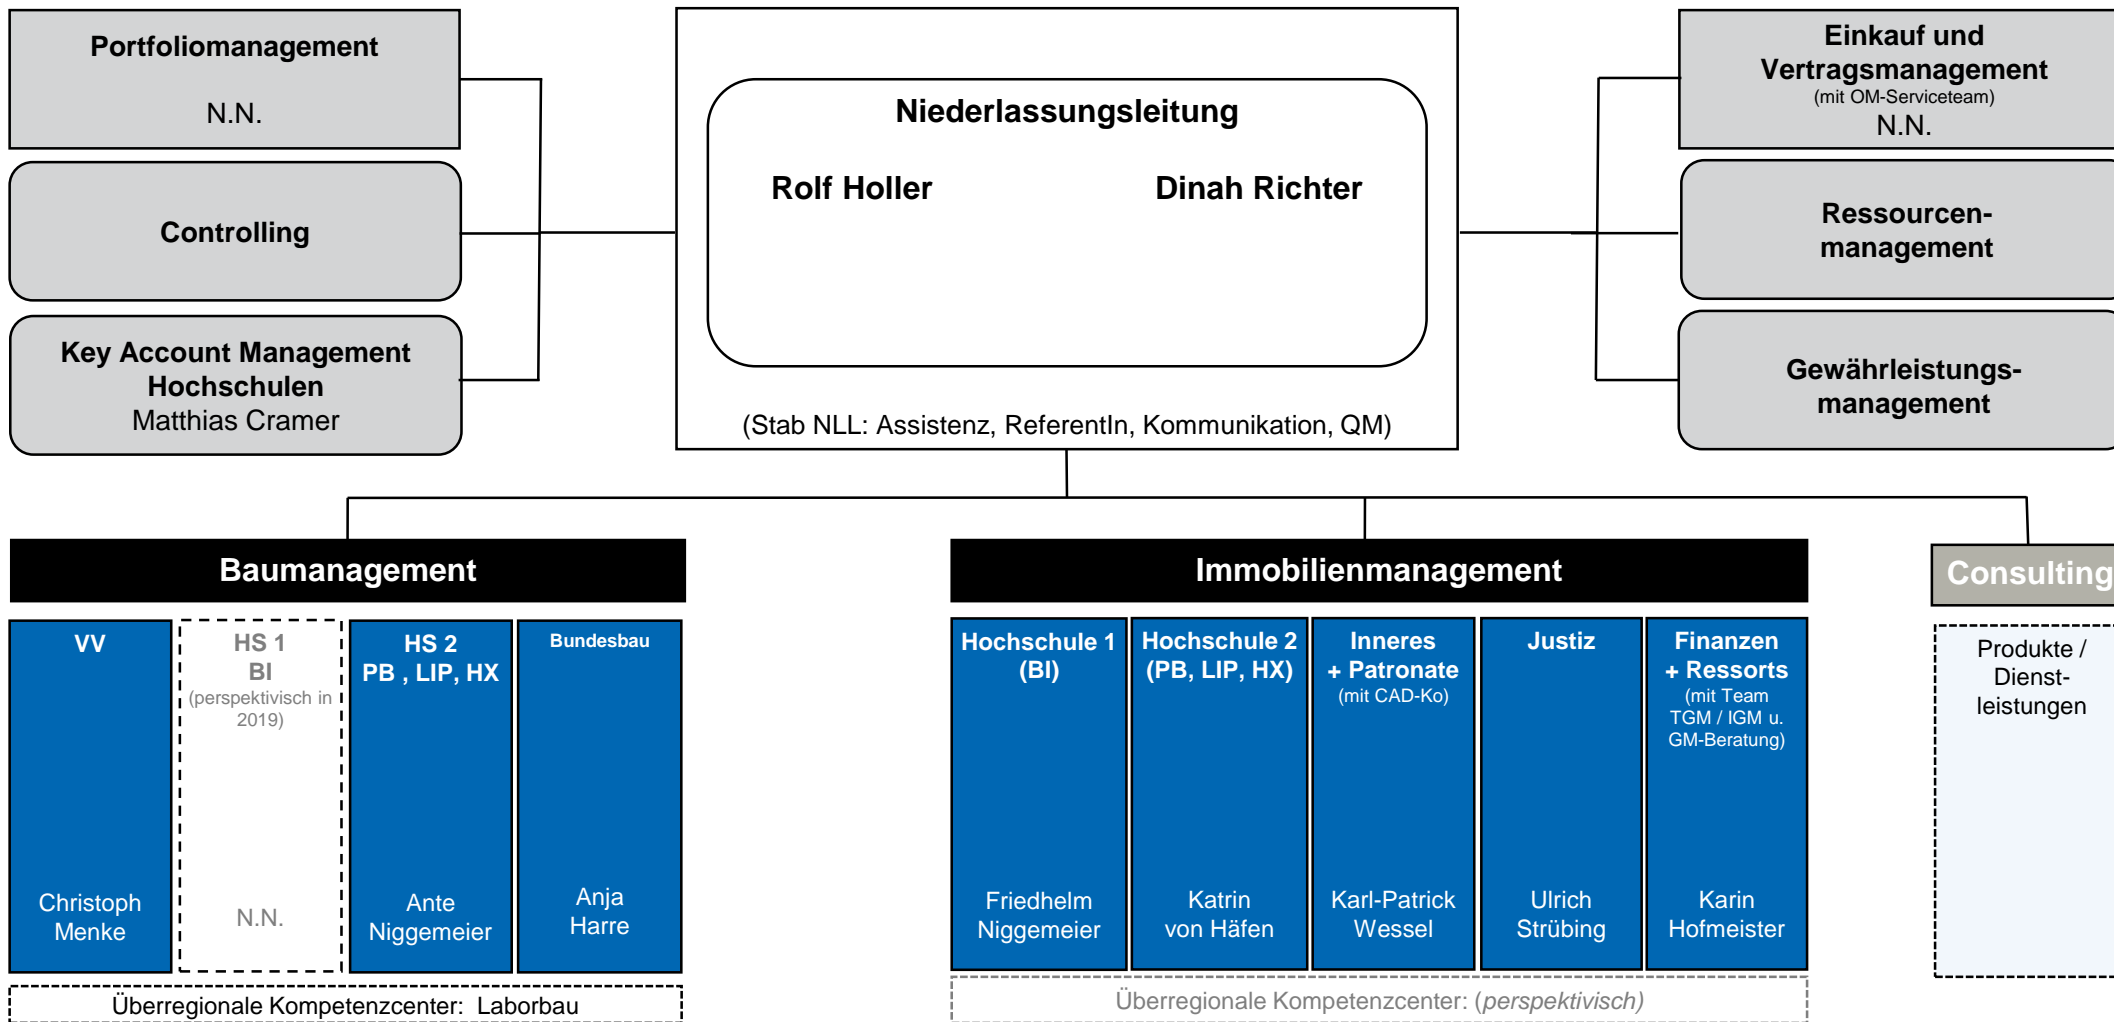 Portfoliomanagement
N.N.
Controlling
Key Account Management
Hochschulen
Matthias Cramer
Niederlassungsleitung
Rolf Holler
Dinah Richter
(Stab NLL: Assistenz, ReferentIn, Kommunikation, QM)
Einkauf und
Vertragsmanagement
(mit OM-Serviceteam)
N.N.
Ressourcen-
management
Gewährleistungs-
management
Baumanagement
VV
Christoph
Menke
HS 1
BI
(perspektivisch in
2019)
N.N.
HS 2
PB , LIP, HX
Ante
Niggemeier
Bundesbau
Anja
Harre
Überregionale Kompetenzcenter: Laborbau
Immobilienmanagement
Hochschule 1
(BI)
Friedhelm
Niggemeier
Hochschule 2
(PB, LIP, HX)
Katrin
von Häfen
Inneres
+ Patronate
(mit CAD-Ko)
Karl-Patrick
Wessel
Justiz
Ulrich
Strübing
Finanzen
+ Ressorts
(mit Team
TGM / IGM u.
GM-Beratung)
Karin
Hofmeister
Überregionale Kompetenzcenter: (perspektivisch)
Consulting
Produkte /
Dienst-
leistungen